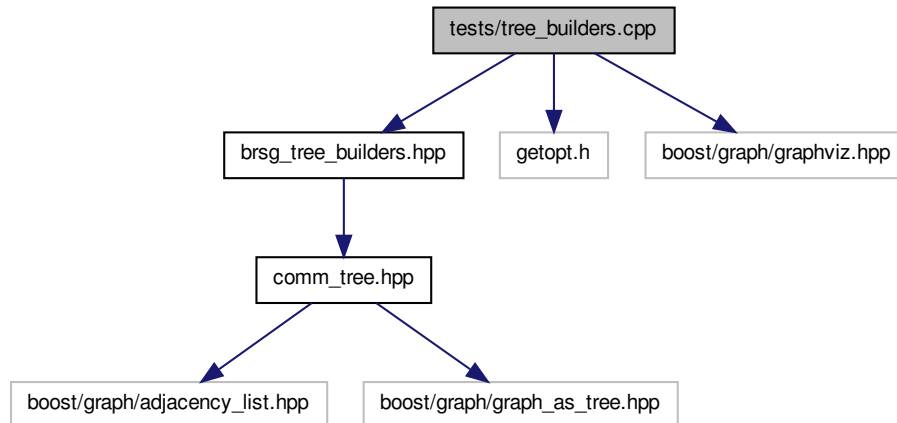 tests/tree_builders.cpp
brsg_tree_builders.hpp
getopt.h
boost/graph/graphviz.hpp
comm_tree.hpp
boost/graph/adjacency_list.hpp
boost/graph/graph_as_tree.hpp